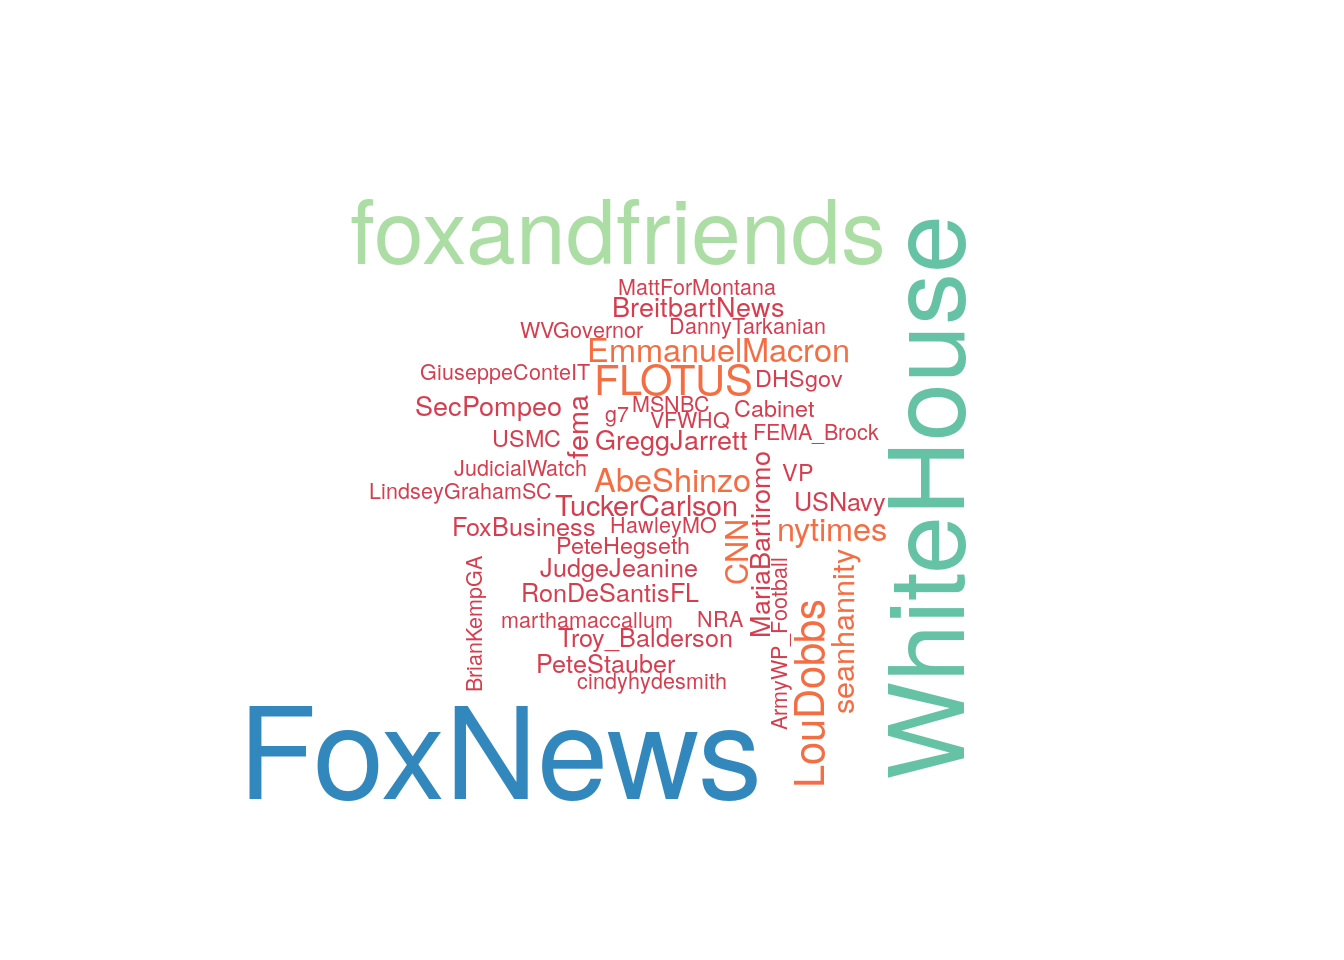 foxandfriends
WhiteHouse
MattForMontana
BreitbartNews
WVGovernor
DannyTarkanian
EmmanuelMacron
GiuseppeConteIT
FLOTUS
DHSgov
SecPompeo
fema
g7
MSNBC
VFWHQ
Cabinet
USMC
GreggJarrett
FEMA_Brock
JudicialWatch
LindseyGrahamSC
AbeShinzo
VP
TuckerCarlson
MariaBartiromo
USNavy
FoxBusiness
HawleyMO
CNN
nytimes
PeteHegseth
JudgeJeanine
RonDeSantisFL
BrianKempGA
marthamaccallum
NRA
ArmyWP_Football
seanhannity
Troy_Balderson
LouDobbs
PeteStauber
cindyhydesmith
FoxNews